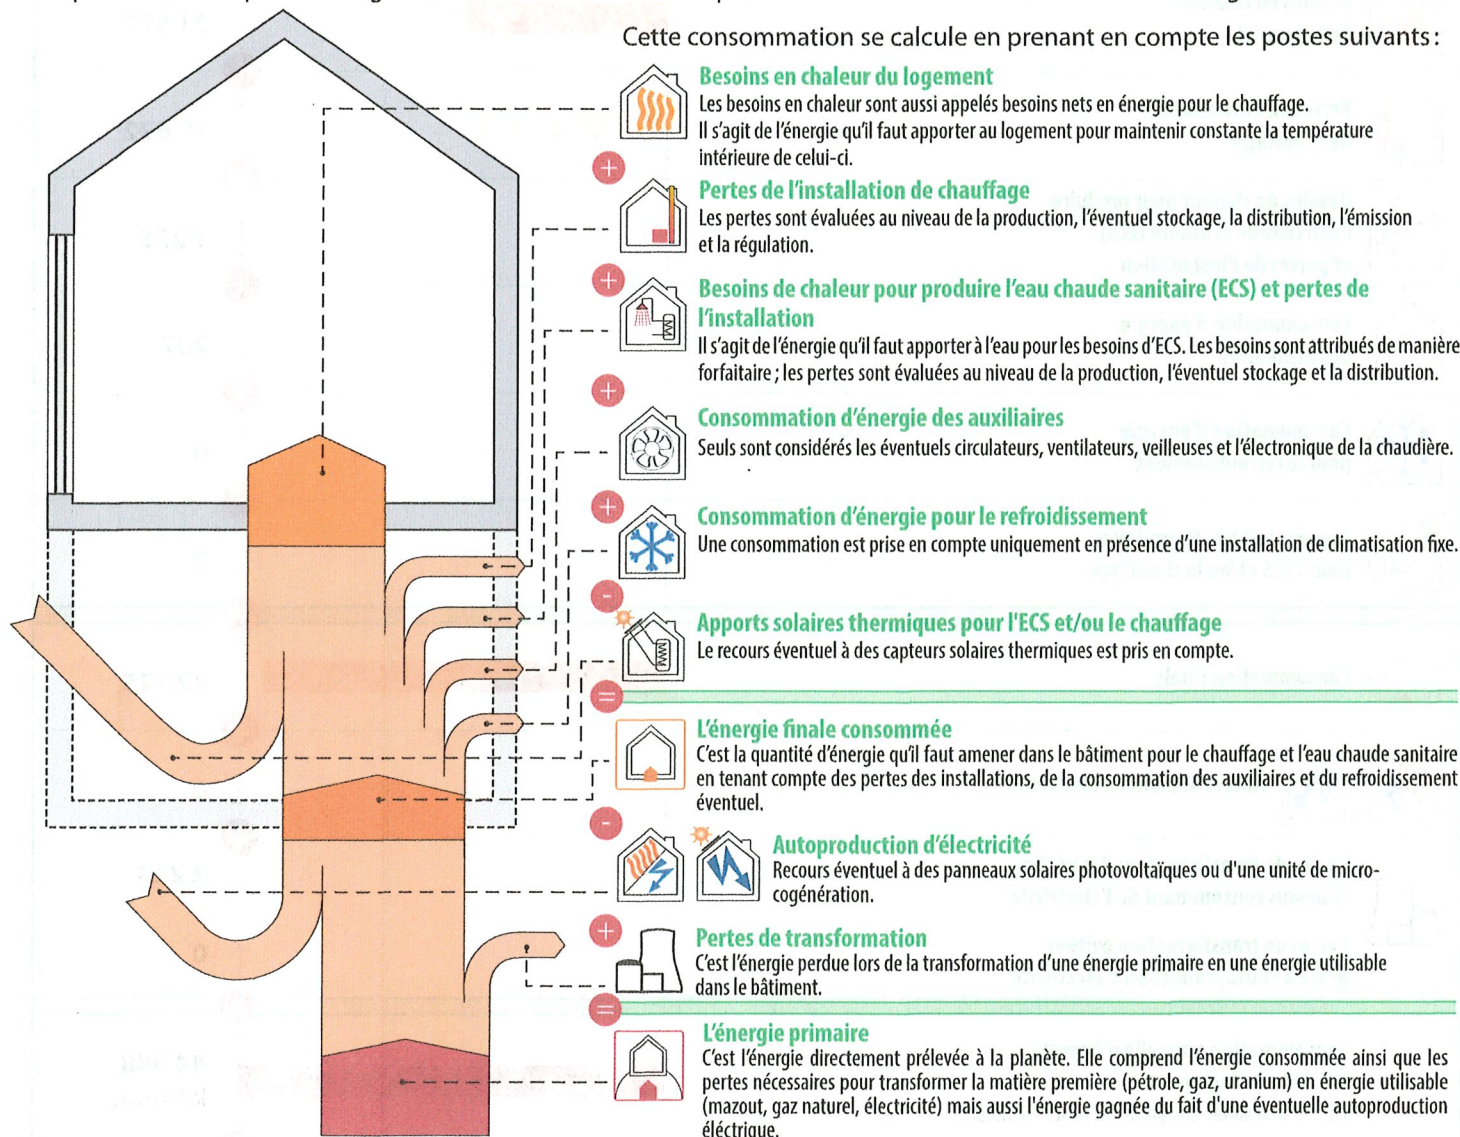 Cette consommation se calcule en prenant en compte les postes suivants :
Besoins en chaleur du logement
Les besoins en chaleur sont aussi appelés besoins nets en énergie pour le chauffage.
Il s'agit de l'énergie qu'il faut apporter au logement pour maintenir constante la température
intérieure de celui-ci.
+
Pertes de l'installation de chauffage
Les pertes sont évaluées au niveau de la production, l'éventuel stockage, la distribution, l'émission
et la régulation.
+
Besoins de chaleur pour produire l'eau chaude sanitaire (ECS) et pertes de
l'installation
Il s'agit de l'énergie qu'il faut apporter à l'eau pour les besoins d'ECS. Les besoins sont attribués de manière
forfaitaire ; les pertes sont évaluées au niveau de la production, l'éventuel stockage et la distribution.
+
Consommation d'énergie des auxiliaires
Seuls sont considérés les éventuels circulateurs, ventilateurs, veilleuses et l'électronique de la chaudière.
+
Consommation d'énergie pour le refroidissement
Une consommation est prise en compte uniquement en présence d'une installation de climatisation fixe.
-
Apports solaires thermiques pour l'ECS et/ou le chauffage
Le recours éventuel à des capteurs solaires thermiques est pris en compte.
=
L'énergie finale consommée
C'est la quantité d'énergie qu'il faut amener dans le bâtiment pour le chauffage et l'eau chaude sanitaire
en tenant compte des pertes des installations, de la consommation des auxiliaires et du refroidissement
éventuel.
-
Autoproduction d'électricité
Recours éventuel à des panneaux solaires photovoltaïques ou d'une unité de micro-
cogénération.
+
Pertes de transformation
C'est l'énergie perdue lors de la transformation d'une énergie primaire en une énergie utilisable
dans le bâtiment.
=
L'énergie primaire
C'est l'énergie directement prélevée à la planète. Elle comprend l'énergie consommée ainsi que les
pertes nécessaires pour transformer la matière première (pétrole, gaz, uranium) en énergie utilisable
(mazout, gaz naturel, électricité) mais aussi l'énergie gagnée du fait d'une éventuelle autoproduction
éléctrique.